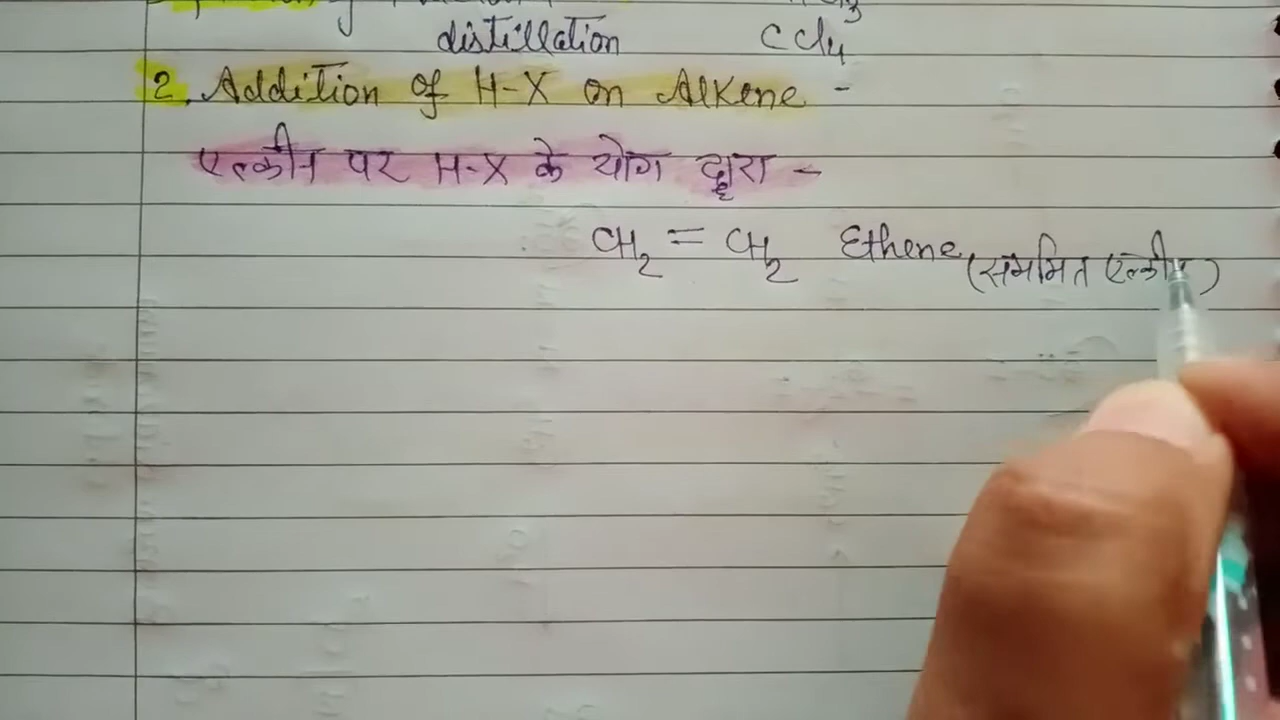 distillation CCl4
2. Addition of H-X on Alkene -
एल्कीन पर H-X के योग द्वारा -
CH2 = CH2 Ethene (सममित एल्कीन)